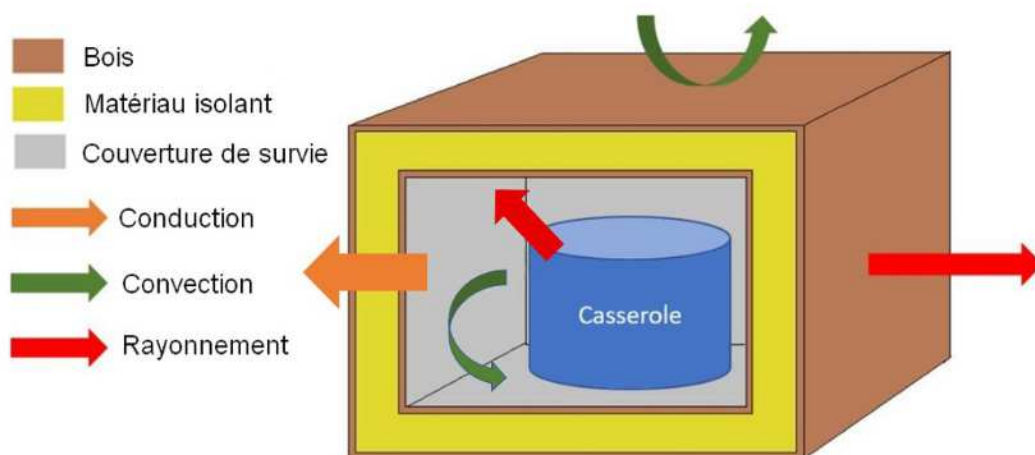 Bois
Matériau isolant
Couverture de survie
Conduction
Convection
Rayonnement
Casserole